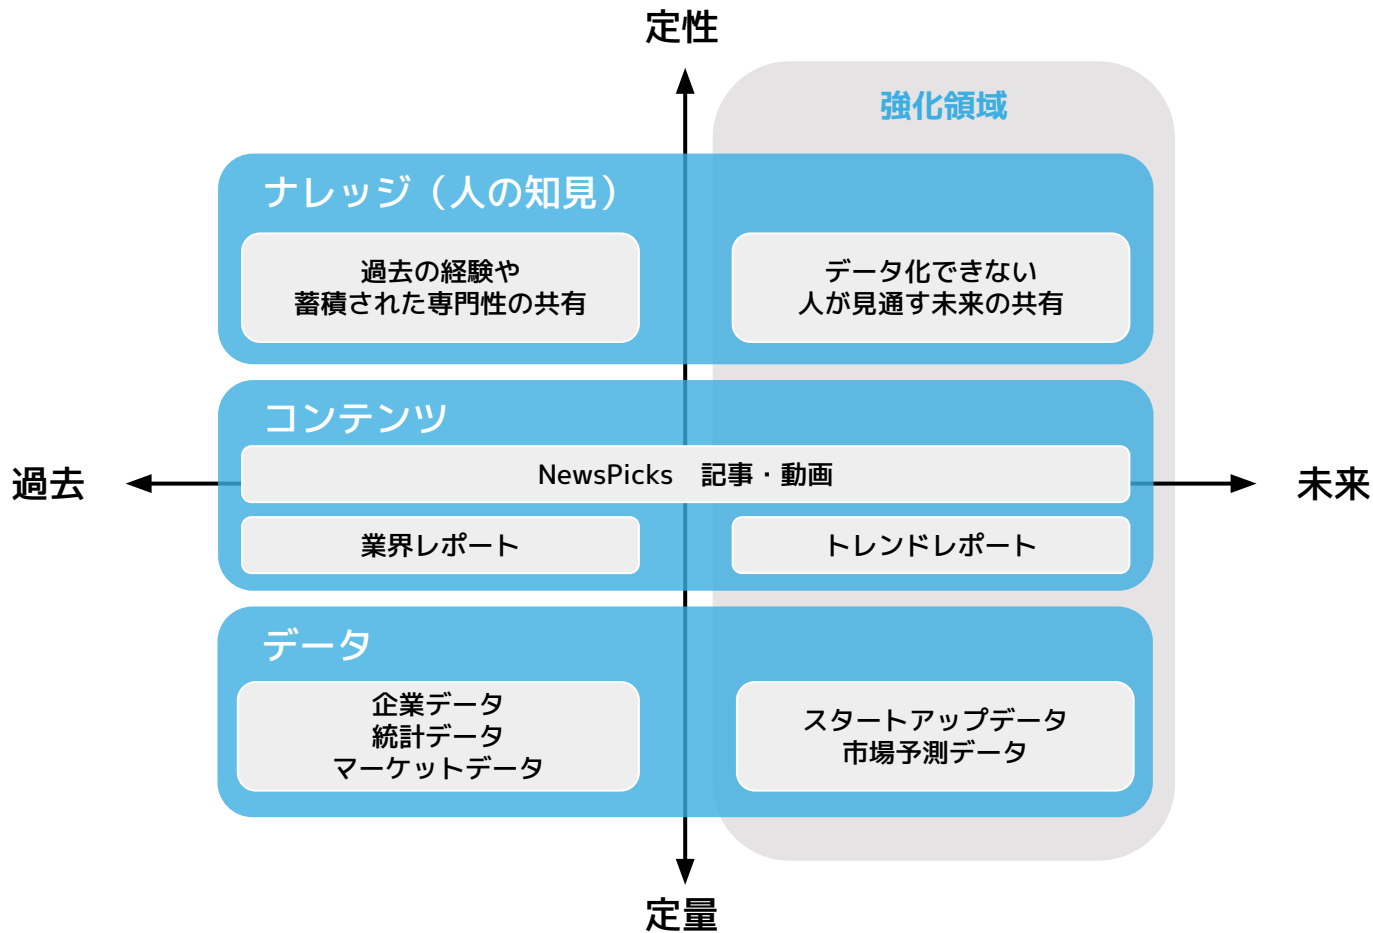 定性
強化領域
ナレッジ（人の知見）
過去の経験や
蓄積された専門性の共有
データ化できない
人が見通す未来の共有
コンテンツ
NewsPicks　記事・動画
過去
未来
業界レポート
トレンドレポート
データ
企業データ
統計データ
マーケットデータ
スタートアップデータ
市場予測データ
定量